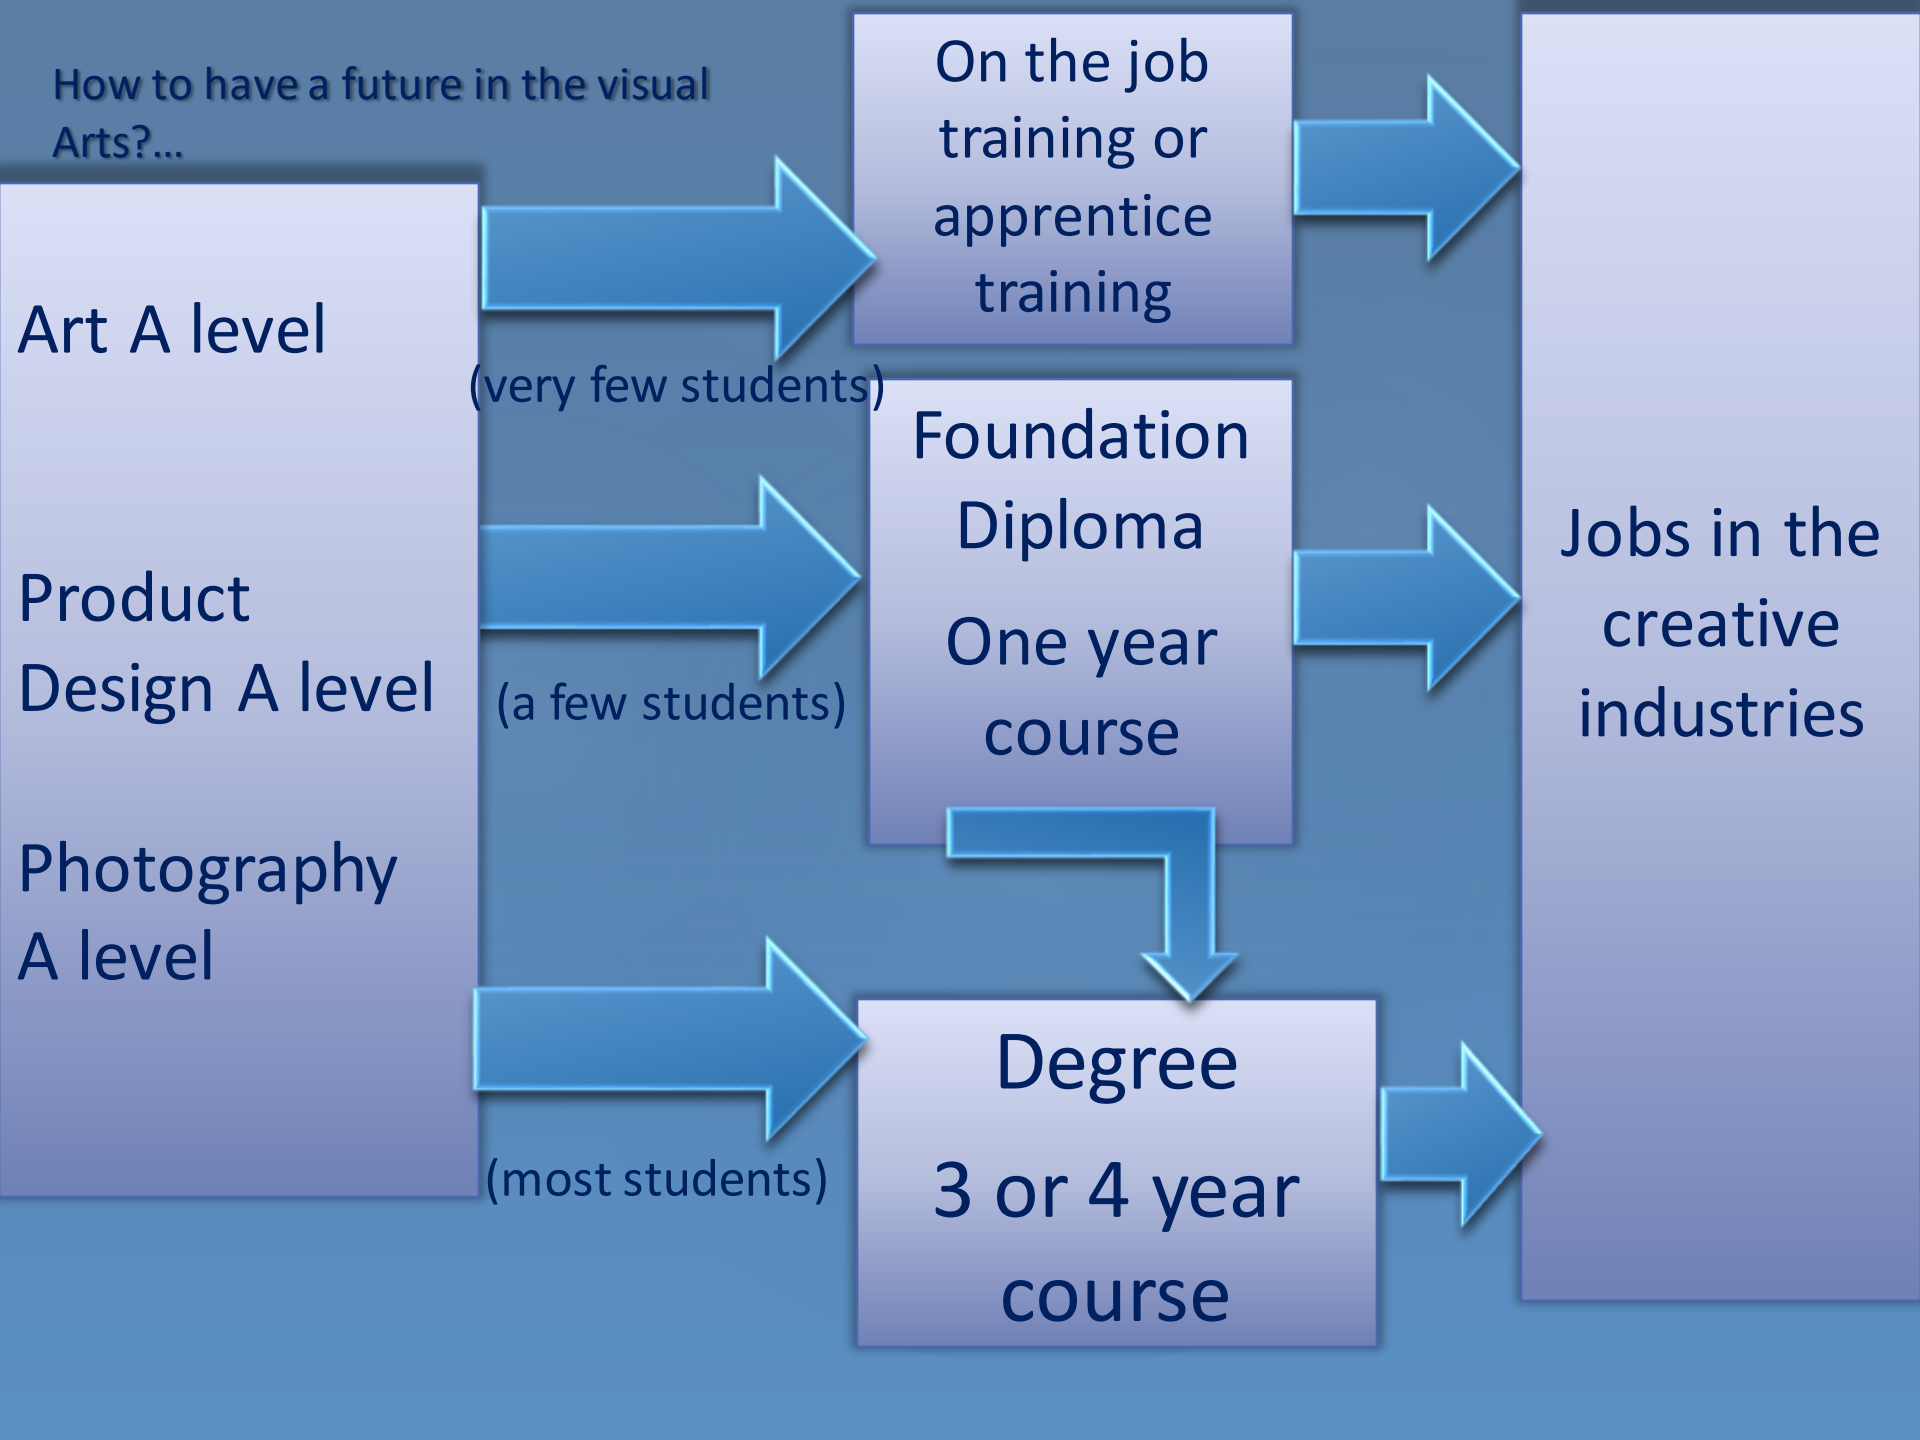 How to have a future in the visual
Arts?...
Art A level
Product
Design A level
Photography
A level
(very few students)
(a few students)
(most students)
On the job
training or
apprentice
training
Foundation
Diploma
One year
course
Degree
3 or 4 year
course
Jobs in the
creative
industries